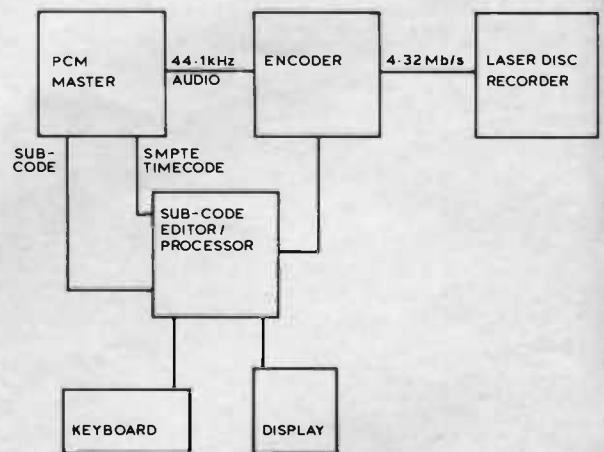 PCM
MASTER
44·1kHz
AUDIO
ENCODER
4·32 Mb/s
LASER DISC
RECORDER
SUB-
CODE
SMPTE
TIMECODE
SUB-CODE
EDITOR/
PROCESSOR
KEYBOARD
DISPLAY